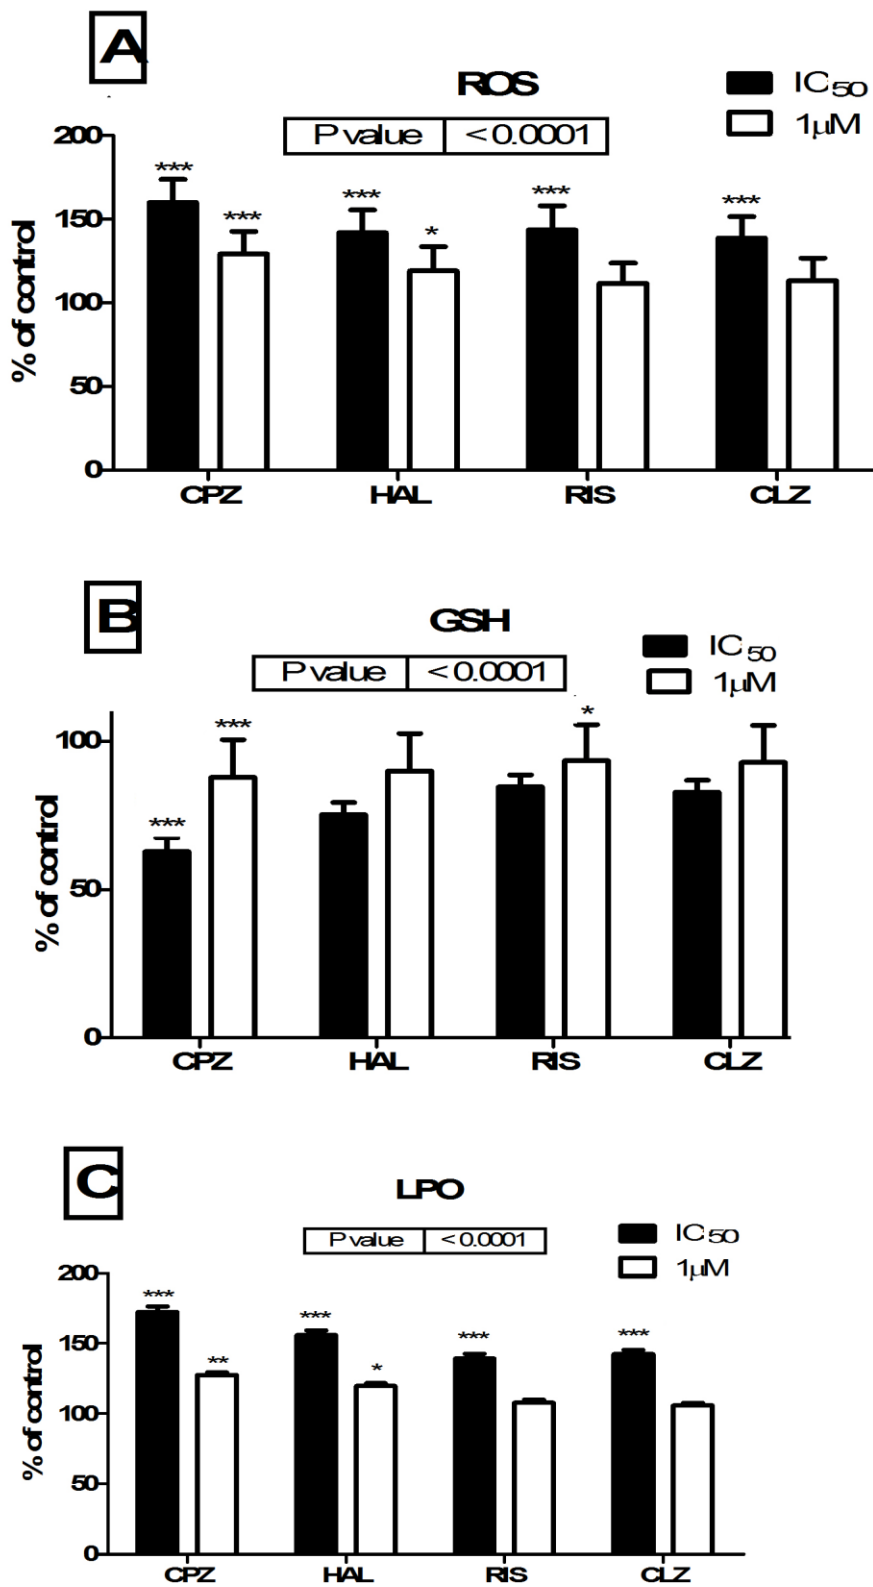 A
ROS
IC50
1μM
P value <0.0001
% of control
200
150
100
50
0
***
***
***
*
***
***
CPZ HAL RIS CLZ
B
GSH
IC50
1μM
P value <0.0001
% of control
100
50
0
***
***
*
CPZ HAL RIS CLZ
C
LPO
IC50
1μM
P value <0.0001
% of control
200
150
100
50
0
***
**
***
*
***
***
CPZ HAL RIS CLZ